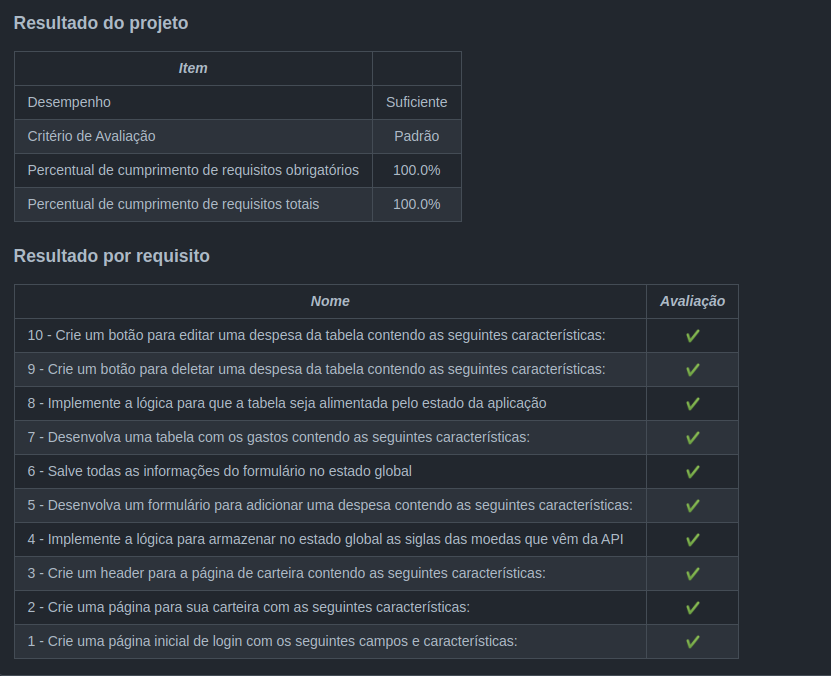 Resultado do projeto
Item
Desempenho Suficiente
Critério de Avaliação Padrão
Percentual de cumprimento de requisitos obrigatórios 100.0%
Percentual de cumprimento de requisitos totais 100.0%
Resultado por requisito
Nome Avaliação
10 - Crie um botão para editar uma despesa da tabela contendo as seguintes características: ✔
9 - Crie um botão para deletar uma despesa da tabela contendo as seguintes características: ✔
8 - Implemente a lógica para que a tabela seja alimentada pelo estado da aplicação ✔
7 - Desenvolva uma tabela com os gastos contendo as seguintes características: ✔
6 - Salve todas as informações do formulário no estado global ✔
5 - Desenvolva um formulário para adicionar uma despesa contendo as seguintes características: ✔
4 - Implemente a lógica para armazenar no estado global as siglas das moedas que vêm da API ✔
3 - Crie um header para a página de carteira contendo as seguintes características: ✔
2 - Crie uma página para sua carteira com as seguintes características: ✔
1 - Crie uma página inicial de login com os seguintes campos e características: ✔